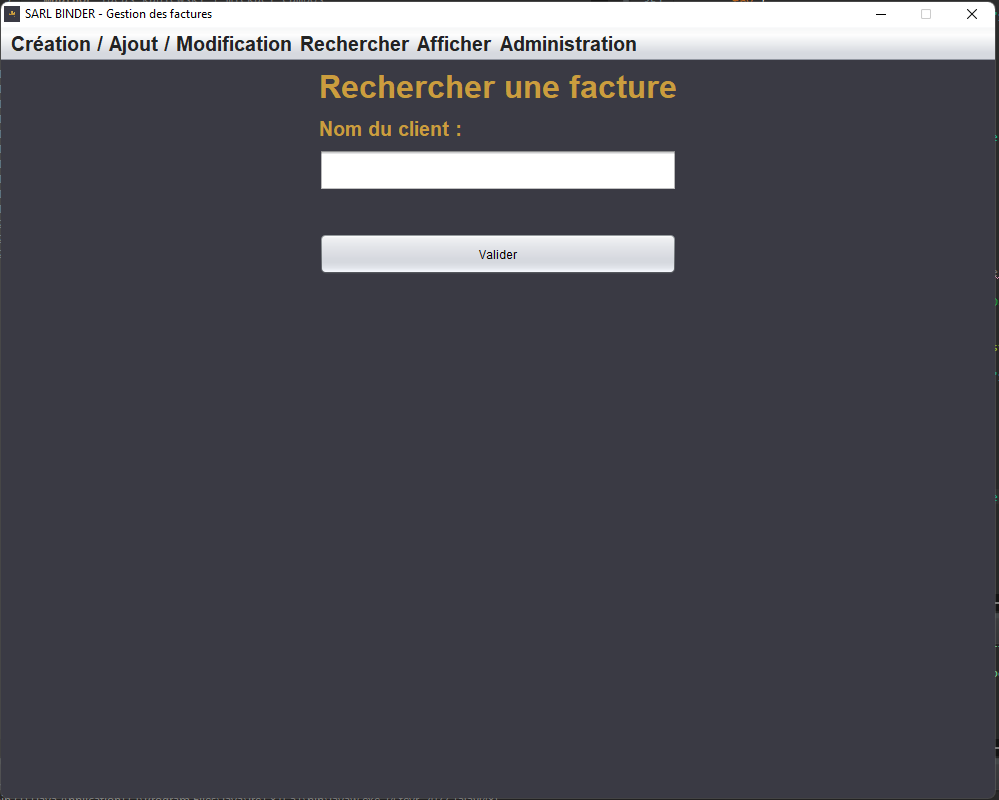 SARL BINDER - Gestion des factures
Création / Ajout / Modification Rechercher Afficher Administration
Rechercher une facture
Nom du client :
Valider